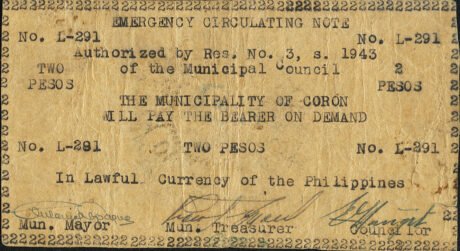 EMERGENCY CIRCULATING NOTE
No. L-291 No. L-291
Authorized by Res. No. 3, s. 1943
TWO of the Municipal Council 2
PESOS PESOS
THE MUNICIPALITY OF CORON
WILL PAY THE BEARER ON DEMAND
No. L-291 TWO PESOS No. L-291
In Lawful Currency of the Philippines
Mun. Mayor Mun. Treasurer Councillor